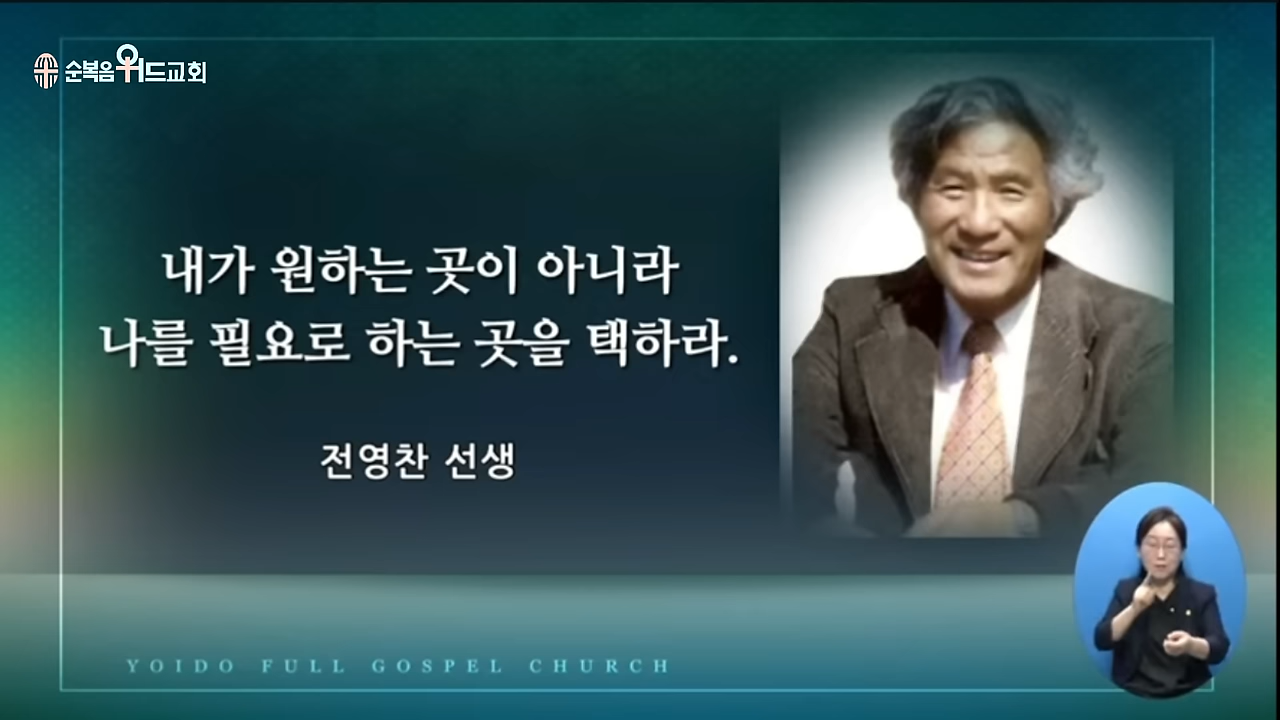 순복음위드교회
내가 원하는 곳이 아니라
나를 필요로 하는 곳을 택하라.
전영찬 선생
YOIDO FULL GOSPEL CHURCH